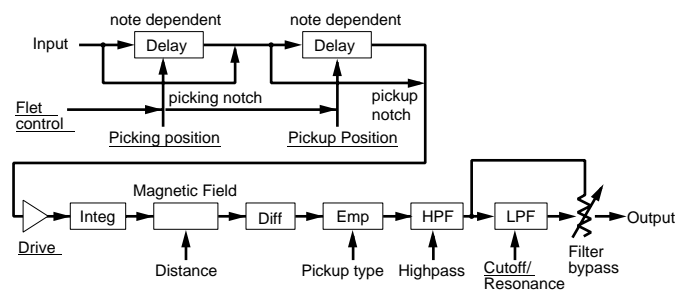 note dependent
note dependent
Input
Delay
Delay
picking notch
pickup
notch
Flet
control
Picking position
Pickup Position
Magnetic Field
Integ
Diff
Emp
HPF
LPF
Output
Drive
Distance
Pickup type
Highpass
Cutoff/
Resonance
Filter
bypass